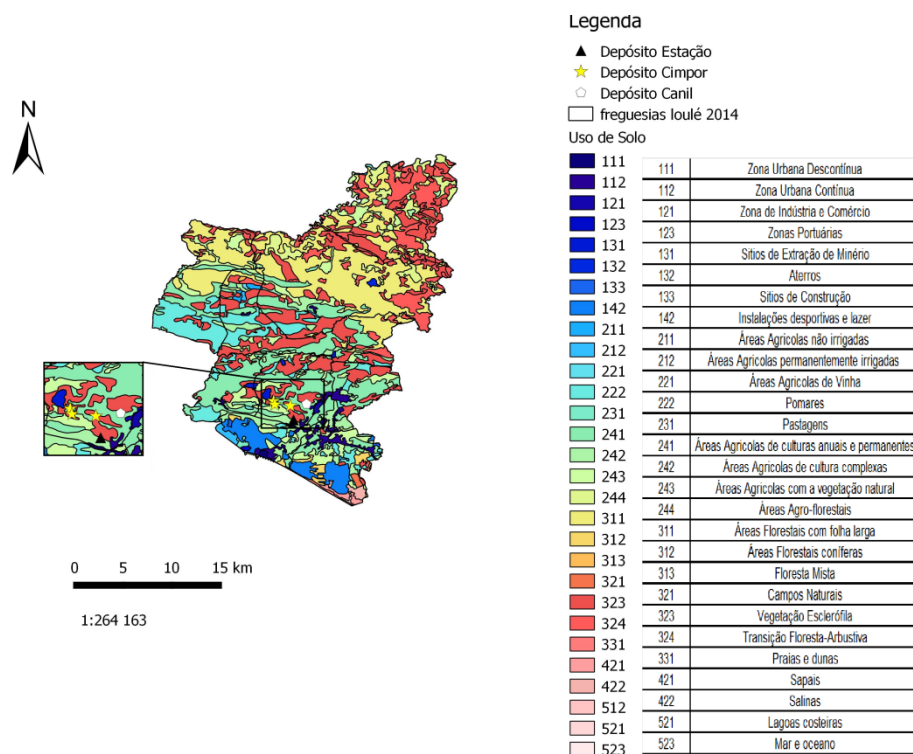 Legenda
Depósito Estação
Depósito Cimpor
Depósito Canil
freguesias loulé 2014
Uso de Solo
N
0 5 10 15 km
1:264 163
111
112
121
123
131
132
133
142
211
212
221
222
231
241
242
243
244
311
312
313
321
323
324
331
421
422
512
521
523
111 Zona Urbana Descontínua
112 Zona Urbana Contínua
121 Zona de Indústria e Comércio
123 Zonas Portuárias
131 Sitios de Extração de Minério
132 Aterros
133 Sitios de Construção
142 Instalações desportivas e lazer
211 Áreas Agricolas não irrigadas
212 Áreas Agricolas permanentemente irrigadas
221 Áreas Agricolas de Vinha
222 Pomares
231 Pastagens
241 Áreas Agricolas de culturas anuais e permanentes
242 Áreas Agricolas de cultura complexas
243 Áreas Agricolas com a vegetação natural
244 Áreas Agro-florestais
311 Áreas Florestais com folha larga
312 Áreas Florestais coníferas
313 Floresta Mista
321 Campos Naturais
323 Vegetação Esclerófila
324 Transição Floresta-Arbustiva
331 Praias e dunas
421 Sapais
422 Salinas
521 Lagoas costeiras
523 Mar e oceano